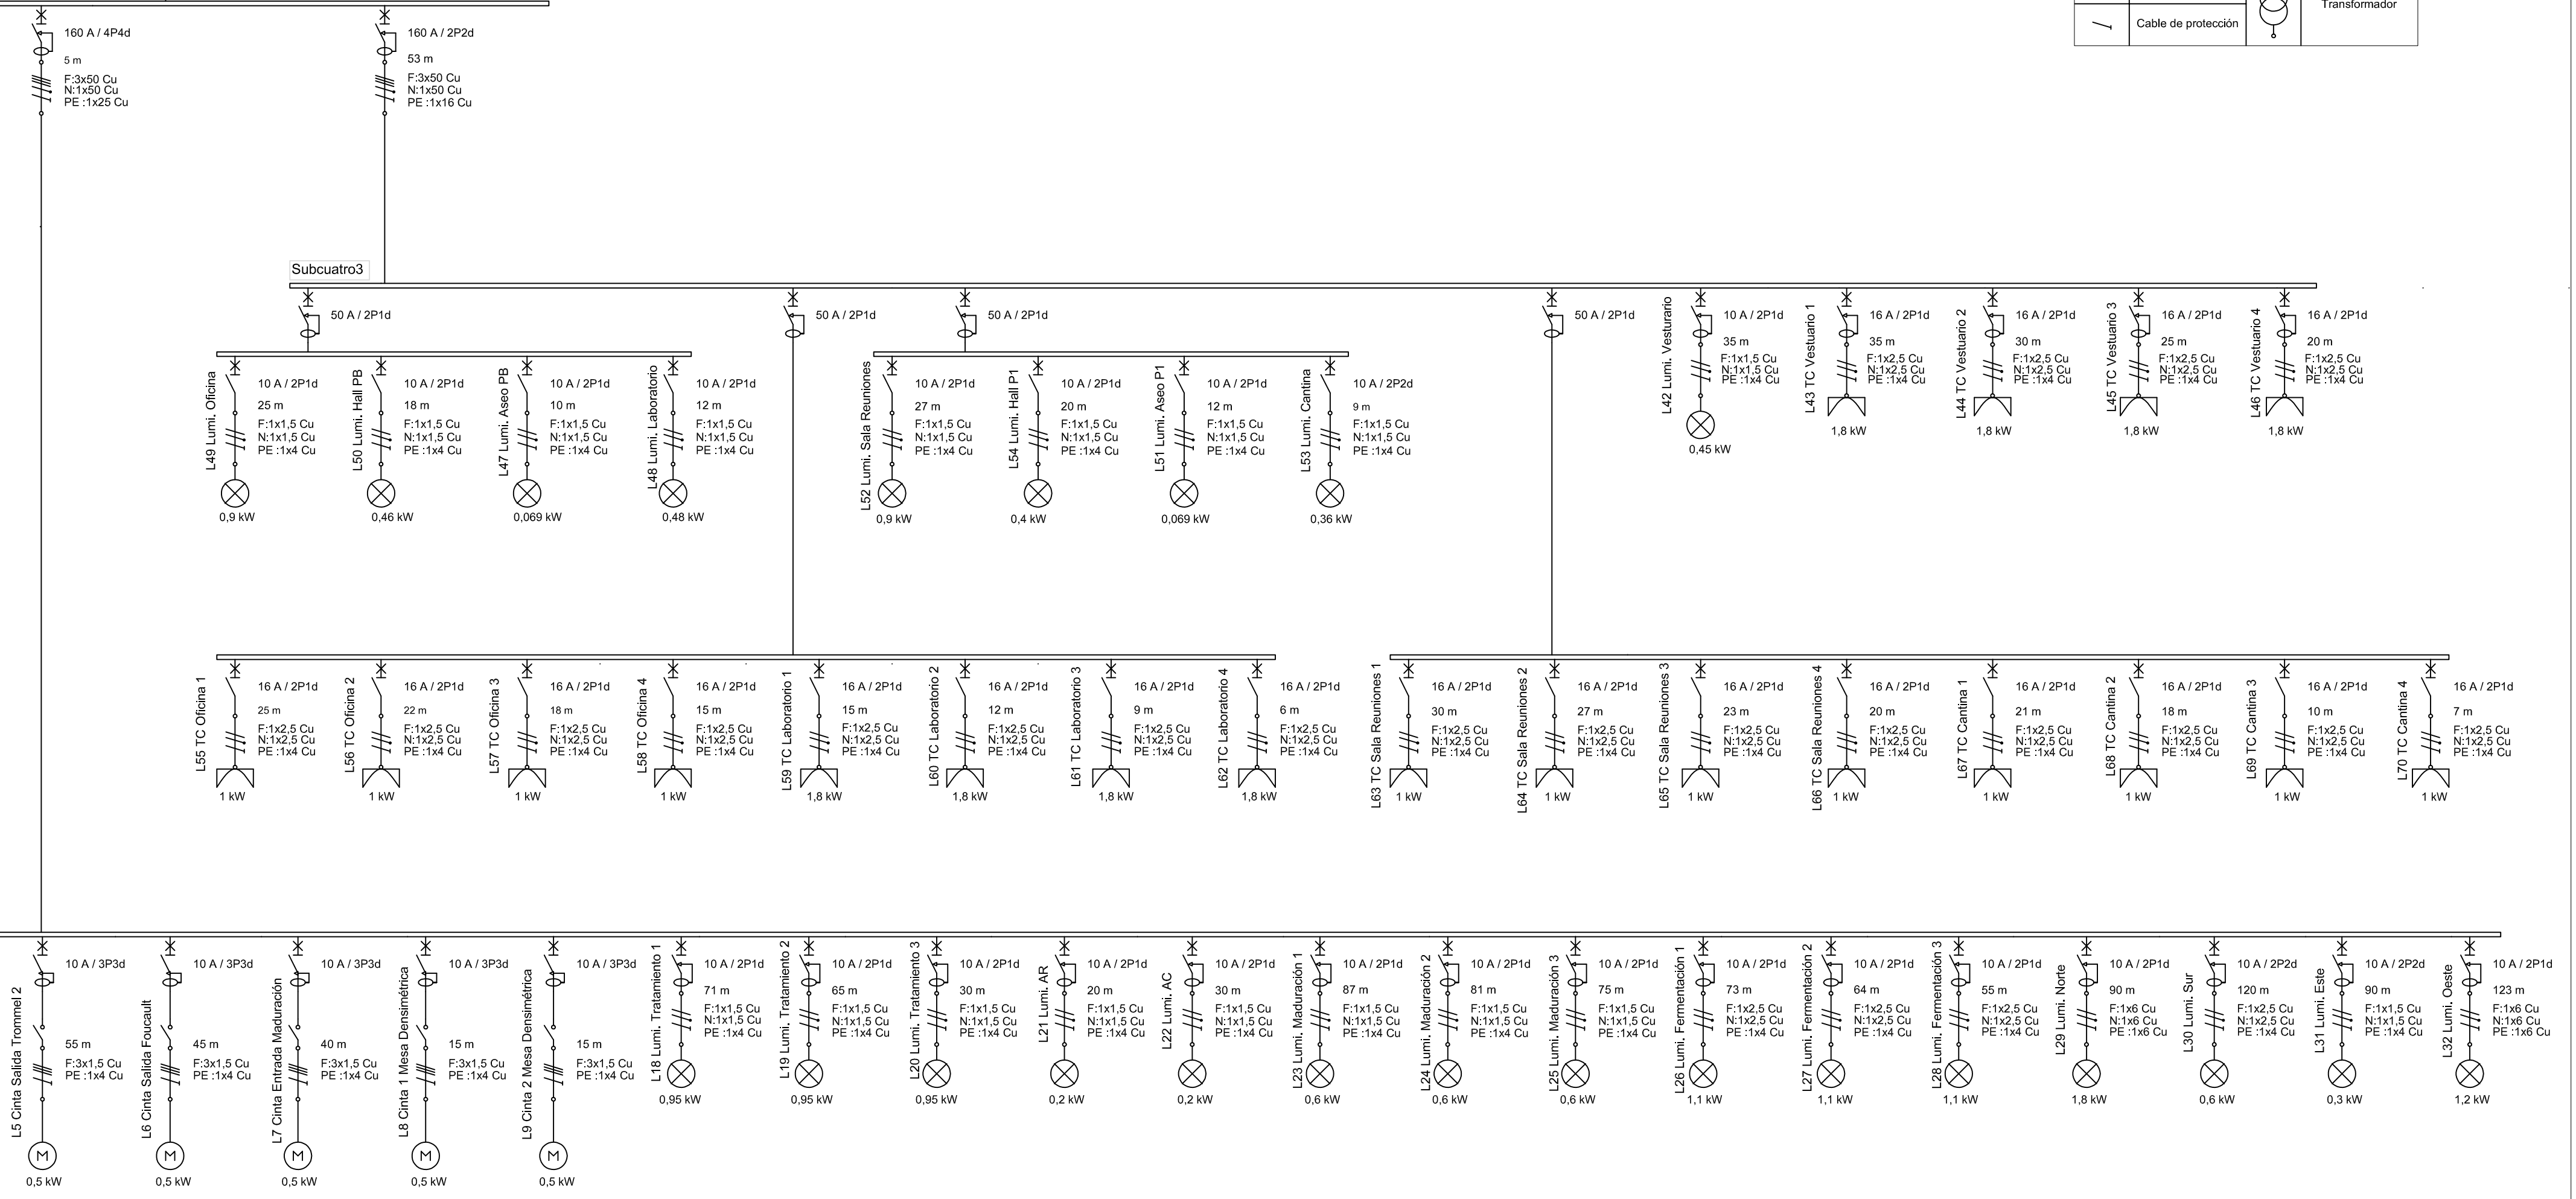 Transformador
Cable de protección
160 A / 4P4d
5 m
F:3x50 Cu
N:1x50 Cu
PE :1x25 Cu
160 A / 2P2d
53 m
F:3x50 Cu
N:1x50 Cu
PE :1x16 Cu
Subcuatro3
50 A / 2P1d
50 A / 2P1d
50 A / 2P1d
50 A / 2P1d
L42 Lumi. Vesturario
10 A / 2P1d
35 m
F:1x1,5 Cu
N:1x1,5 Cu
PE :1x4 Cu
0,45 kW
L43 TC Vestuario 1
16 A / 2P1d
35 m
F:1x2,5 Cu
N:1x2,5 Cu
PE :1x4 Cu
1,8 kW
L44 TC Vestuario 2
16 A / 2P1d
30 m
F:1x2,5 Cu
N:1x2,5 Cu
PE :1x4 Cu
1,8 kW
L45 TC Vestuario 3
16 A / 2P1d
25 m
F:1x2,5 Cu
N:1x2,5 Cu
PE :1x4 Cu
1,8 kW
L46 TC Vestuario 4
16 A / 2P1d
20 m
F:1x2,5 Cu
N:1x2,5 Cu
PE :1x4 Cu
1,8 kW
L49 Lumi. Oficina
10 A / 2P1d
25 m
F:1x1,5 Cu
N:1x1,5 Cu
PE :1x4 Cu
0,9 kW
L50 Lumi. Hall PB
10 A / 2P1d
18 m
F:1x1,5 Cu
N:1x1,5 Cu
PE :1x4 Cu
0,46 kW
L47 Lumi. Aseo PB
10 A / 2P1d
10 m
F:1x1,5 Cu
N:1x1,5 Cu
PE :1x4 Cu
0,069 kW
L48 Lumi. Laboratorio
10 A / 2P1d
12 m
F:1x1,5 Cu
N:1x1,5 Cu
PE :1x4 Cu
0,48 kW
L52 Lumi. Sala Reuniones
10 A / 2P1d
27 m
F:1x1,5 Cu
N:1x1,5 Cu
PE :1x4 Cu
0,9 kW
L54 Lumi. Hall P1
10 A / 2P1d
20 m
F:1x1,5 Cu
N:1x1,5 Cu
PE :1x4 Cu
0,4 kW
L51 Lumi. Aseo P1
10 A / 2P1d
12 m
F:1x1,5 Cu
N:1x1,5 Cu
PE :1x4 Cu
0,069 kW
L53 Lumi. Cantina
10 A / 2P2d
9 m
F:1x1,5 Cu
N:1x1,5 Cu
PE :1x4 Cu
0,36 kW
L55 TC Oficina 1
16 A / 2P1d
25 m
F:1x2,5 Cu
N:1x2,5 Cu
PE :1x4 Cu
1 kW
L56 TC Oficina 2
16 A / 2P1d
22 m
F:1x2,5 Cu
N:1x2,5 Cu
PE :1x4 Cu
1 kW
L57 TC Oficina 3
16 A / 2P1d
18 m
F:1x2,5 Cu
N:1x2,5 Cu
PE :1x4 Cu
1 kW
L58 TC Oficina 4
16 A / 2P1d
15 m
F:1x2,5 Cu
N:1x2,5 Cu
PE :1x4 Cu
1 kW
L59 TC Laboratorio 1
16 A / 2P1d
15 m
F:1x2,5 Cu
N:1x2,5 Cu
PE :1x4 Cu
1,8 kW
L60 TC Laboratorio 2
16 A / 2P1d
12 m
F:1x2,5 Cu
N:1x2,5 Cu
PE :1x4 Cu
1,8 kW
L61 TC Laboratorio 3
16 A / 2P1d
9 m
F:1x2,5 Cu
N:1x2,5 Cu
PE :1x4 Cu
1,8 kW
L62 TC Laboratorio 4
16 A / 2P1d
6 m
F:1x2,5 Cu
N:1x2,5 Cu
PE :1x4 Cu
1,8 kW
L63 TC Sala Reuniones 1
16 A / 2P1d
30 m
F:1x2,5 Cu
N:1x2,5 Cu
PE :1x4 Cu
1 kW
L64 TC Sala Reuniones 2
16 A / 2P1d
27 m
F:1x2,5 Cu
N:1x2,5 Cu
PE :1x4 Cu
1 kW
L65 TC Sala Reuniones 3
16 A / 2P1d
23 m
F:1x2,5 Cu
N:1x2,5 Cu
PE :1x4 Cu
1 kW
L66 TC Sala Reuniones 4
16 A / 2P1d
20 m
F:1x2,5 Cu
N:1x2,5 Cu
PE :1x4 Cu
1 kW
L67 TC Cantina 1
16 A / 2P1d
21 m
F:1x2,5 Cu
N:1x2,5 Cu
PE :1x4 Cu
1 kW
L68 TC Cantina 2
16 A / 2P1d
18 m
F:1x2,5 Cu
N:1x2,5 Cu
PE :1x4 Cu
1 kW
L69 TC Cantina 3
16 A / 2P1d
10 m
F:1x2,5 Cu
N:1x2,5 Cu
PE :1x4 Cu
1 kW
L70 TC Cantina 4
16 A / 2P1d
7 m
F:1x2,5 Cu
N:1x2,5 Cu
PE :1x4 Cu
1 kW
L5 Cinta Salida Trommel 2
10 A / 3P3d
55 m
F:3x1,5 Cu
PE :1x4 Cu
0,5 kW
L6 Cinta Salida Foucault
10 A / 3P3d
45 m
F:3x1,5 Cu
PE :1x4 Cu
0,5 kW
L7 Cinta Entrada Maduración
10 A / 3P3d
40 m
F:3x1,5 Cu
PE :1x4 Cu
0,5 kW
L8 Cinta 1 Mesa Densimétrica
10 A / 3P3d
15 m
F:3x1,5 Cu
PE :1x4 Cu
0,5 kW
L9 Cinta 2 Mesa Densimétrica
10 A / 3P3d
15 m
F:3x1,5 Cu
PE :1x4 Cu
0,5 kW
M
M
M
M
M
L18 Lumi. Tratamiento 1
10 A / 2P1d
71 m
F:1x1,5 Cu
N:1x1,5 Cu
PE :1x4 Cu
0,95 kW
L19 Lumi. Tratamiento 2
10 A / 2P1d
65 m
F:1x1,5 Cu
N:1x1,5 Cu
PE :1x4 Cu
0,95 kW
L20 Lumi. Tratamiento 3
10 A / 2P1d
30 m
F:1x1,5 Cu
N:1x1,5 Cu
PE :1x4 Cu
0,95 kW
L21 Lumi. AR
10 A / 2P1d
20 m
F:1x1,5 Cu
N:1x1,5 Cu
PE :1x4 Cu
0,2 kW
L22 Lumi. AC
10 A / 2P1d
30 m
F:1x1,5 Cu
N:1x1,5 Cu
PE :1x4 Cu
0,2 kW
L23 Lumi. Maduración 1
10 A / 2P1d
87 m
F:1x1,5 Cu
N:1x1,5 Cu
PE :1x4 Cu
0,6 kW
L24 Lumi. Maduración 2
10 A / 2P1d
81 m
F:1x1,5 Cu
N:1x1,5 Cu
PE :1x4 Cu
0,6 kW
L25 Lumi. Maduración 3
10 A / 2P1d
75 m
F:1x1,5 Cu
N:1x1,5 Cu
PE :1x4 Cu
0,6 kW
L26 Lumi. Fermentación 1
10 A / 2P1d
73 m
F:1x2,5 Cu
N:1x2,5 Cu
PE :1x4 Cu
1,1 kW
L27 Lumi. Fermentación 2
10 A / 2P1d
64 m
F:1x2,5 Cu
N:1x2,5 Cu
PE :1x4 Cu
1,1 kW
L28 Lumi. Fermentación 3
10 A / 2P1d
55 m
F:1x2,5 Cu
N:1x2,5 Cu
PE :1x4 Cu
1,1 kW
L29 Lumi. Norte
10 A / 2P1d
90 m
F:1x6 Cu
N:1x6 Cu
PE :1x6 Cu
1,8 kW
L30 Lumi. Sur
10 A / 2P2d
120 m
F:1x2,5 Cu
N:1x2,5 Cu
PE :1x4 Cu
0,6 kW
L31 Lumi. Este
10 A / 2P2d
90 m
F:1x1,5 Cu
N:1x1,5 Cu
PE :1x4 Cu
0,3 kW
L32 Lumi. Oeste
10 A / 2P1d
123 m
F:1x6 Cu
N:1x6 Cu
PE :1x6 Cu
1,2 kW